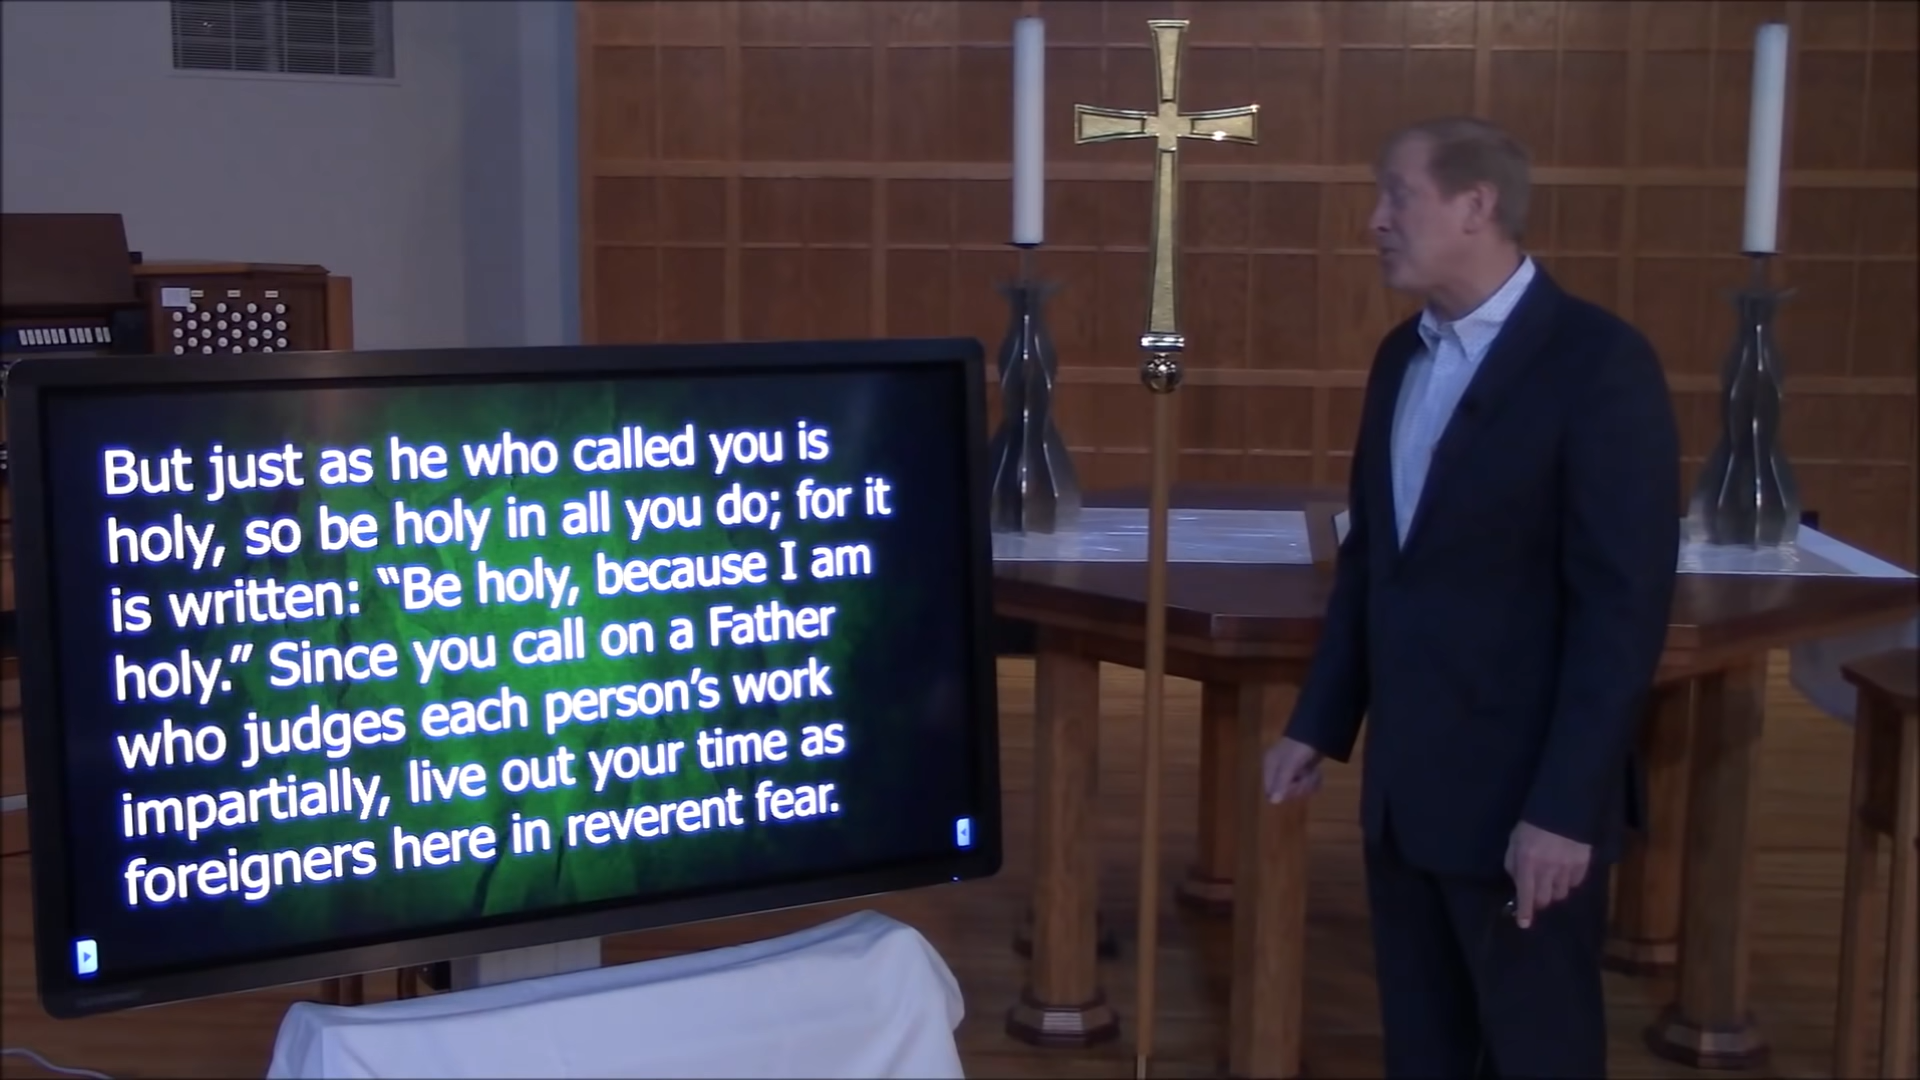 But just as he who called you is
holy, so be holy in all you do; for it
is written: “Be holy, because I am
holy.” Since you call on a Father
who judges each person’s work
impartially, live out your time as
foreigners here in reverent fear.